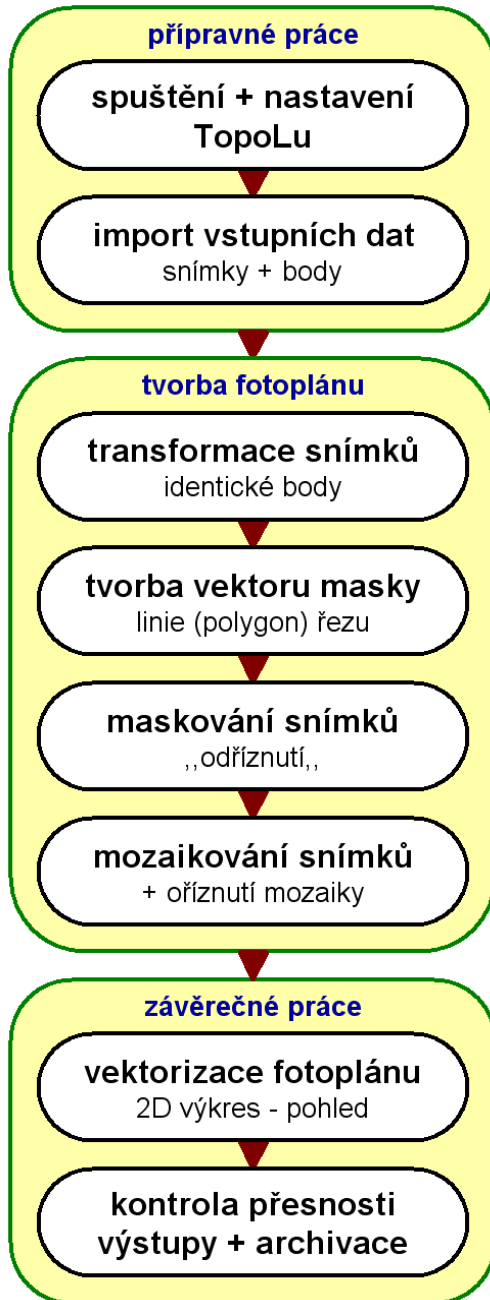 přípravné práce
spuštění + nastavení
TopoLu
import vstupních dat
snímky + body
tvorba fotoplánu
transformace snímků
identické body
tvorba vektoru masky
linie (polygon) řezu
maskování snímků
,,odříznutí,,
mozaikování snímků
+ oříznutí mozaiky
závěrečné práce
vektorizace fotoplánu
2D výkres - pohled
kontrola přesnosti
výstupy + archivace